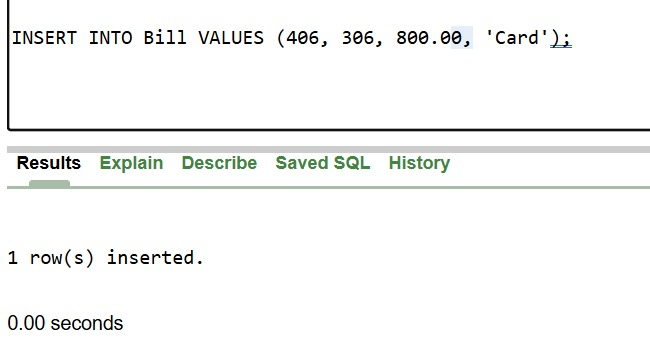 INSERT INTO Bill VALUES (406, 306, 800.00, 'Card');
Results Explain Describe Saved SQL History
1 row(s) inserted.
0.00 seconds